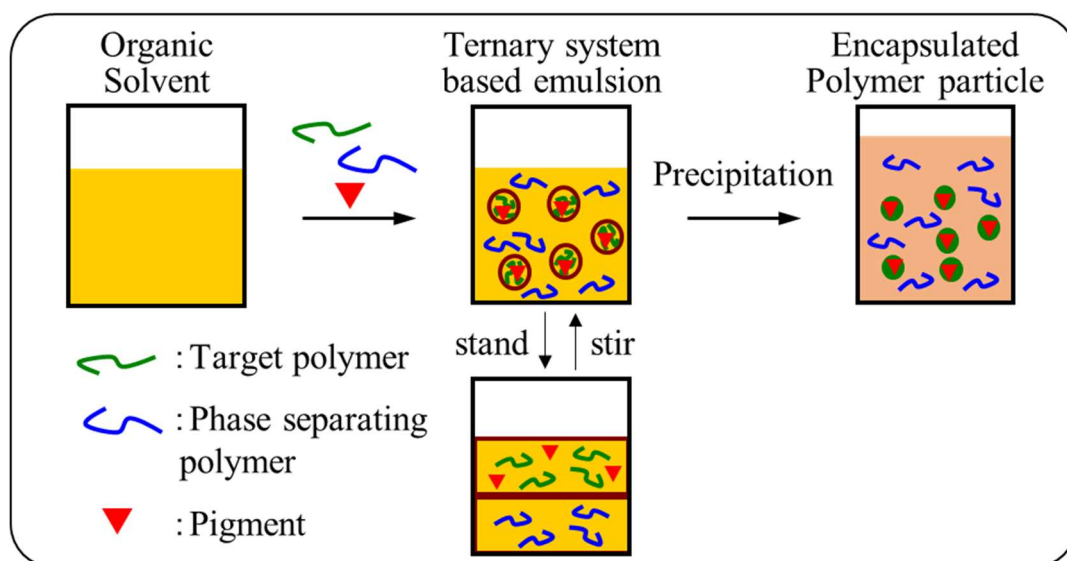 Organic
Solvent
Ternary system
based emulsion
Encapsulated
Polymer particle
Precipitation
stand
stir
: Target polymer
: Phase separating
polymer
: Pigment